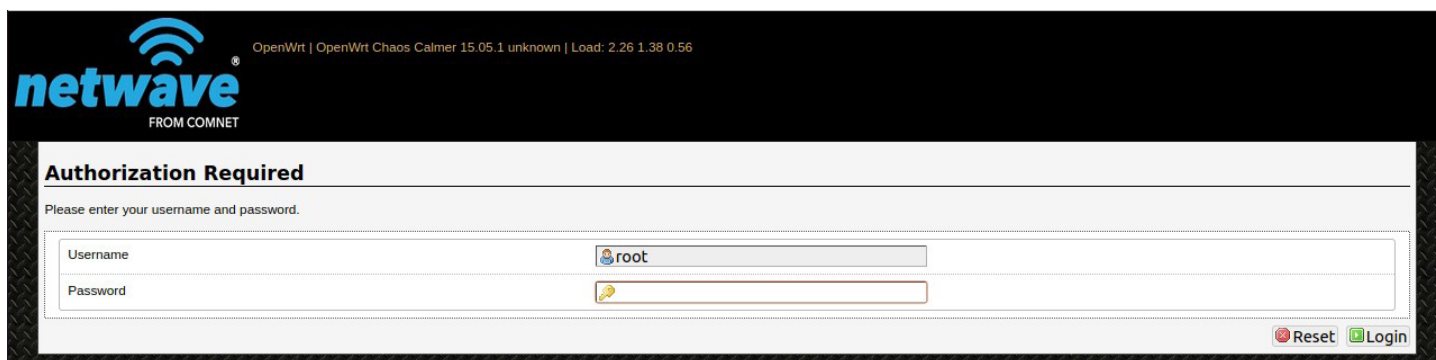 OpenWrt | OpenWrt Chaos Calmer 15.05.1 unknown | Load: 2.26 1.38 0.56
netwave®
FROM COMNET
Authorization Required
Please enter your username and password.
Username root
Password
Reset Login